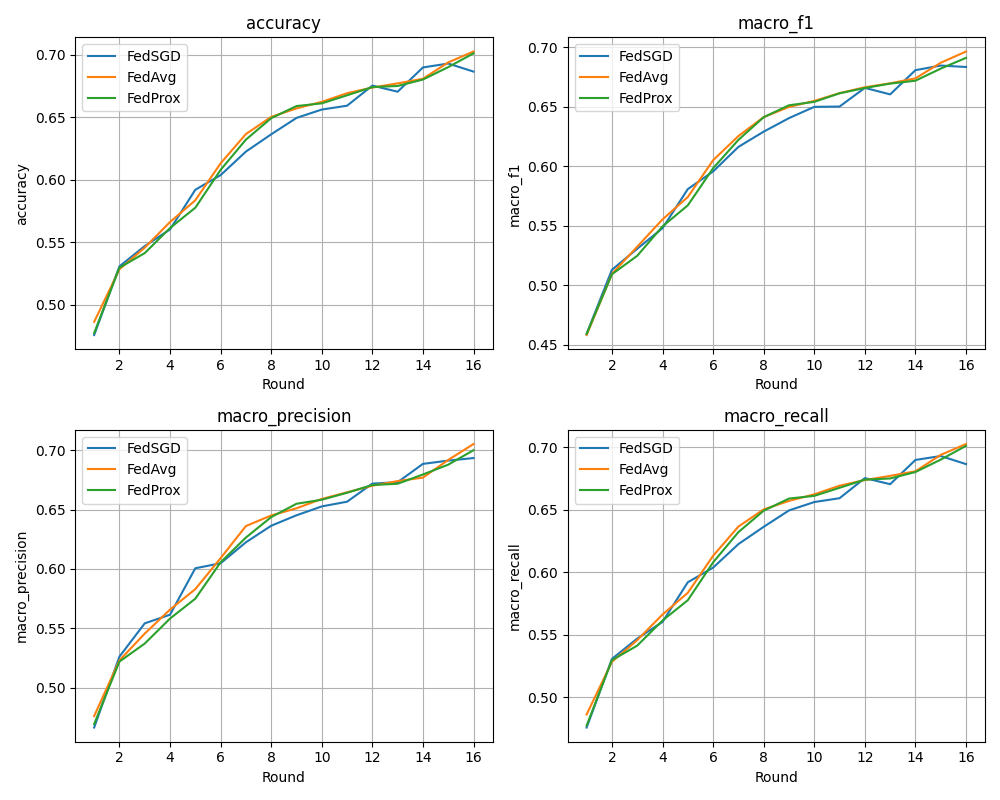 accuracy
FedSGD
FedAvg
FedProx
0.70
0.65
0.60
0.55
0.50
accuracy
2 4 6 8 10 12 14 16
Round
macro_f1
FedSGD
FedAvg
FedProx
0.70
0.65
0.60
0.55
0.50
0.45
macro_f1
2 4 6 8 10 12 14 16
Round
macro_precision
FedSGD
FedAvg
FedProx
0.70
0.65
0.60
0.55
0.50
macro_precision
2 4 6 8 10 12 14 16
Round
macro_recall
FedSGD
FedAvg
FedProx
0.70
0.65
0.60
0.55
0.50
macro_recall
2 4 6 8 10 12 14 16
Round